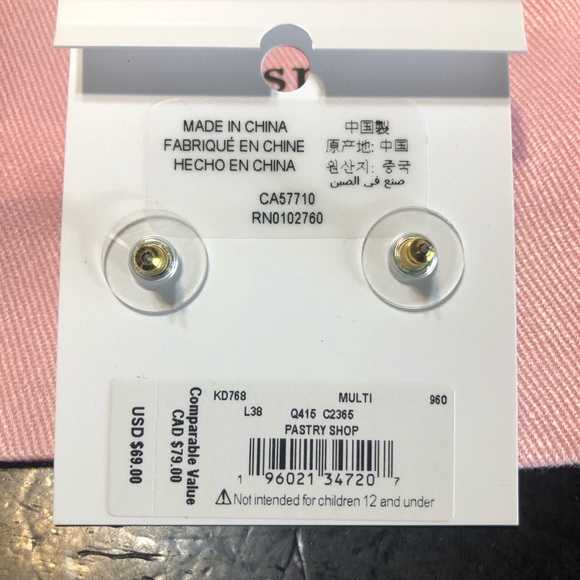 SI
MADE IN CHINA
FABRIQUÉ EN CHINE
HECHO EN CHINA
中国製
原产地: 中国
원산지: 중국
صنع في الصين
CA57710
RN0102760
KD768 MULTI 960
L38 Q415 C2365
PASTRY SHOP
1 96021 34720 7
⚠ Not intended for children 12 and under
Comparable Value
CAD $79.00
USD $69.00